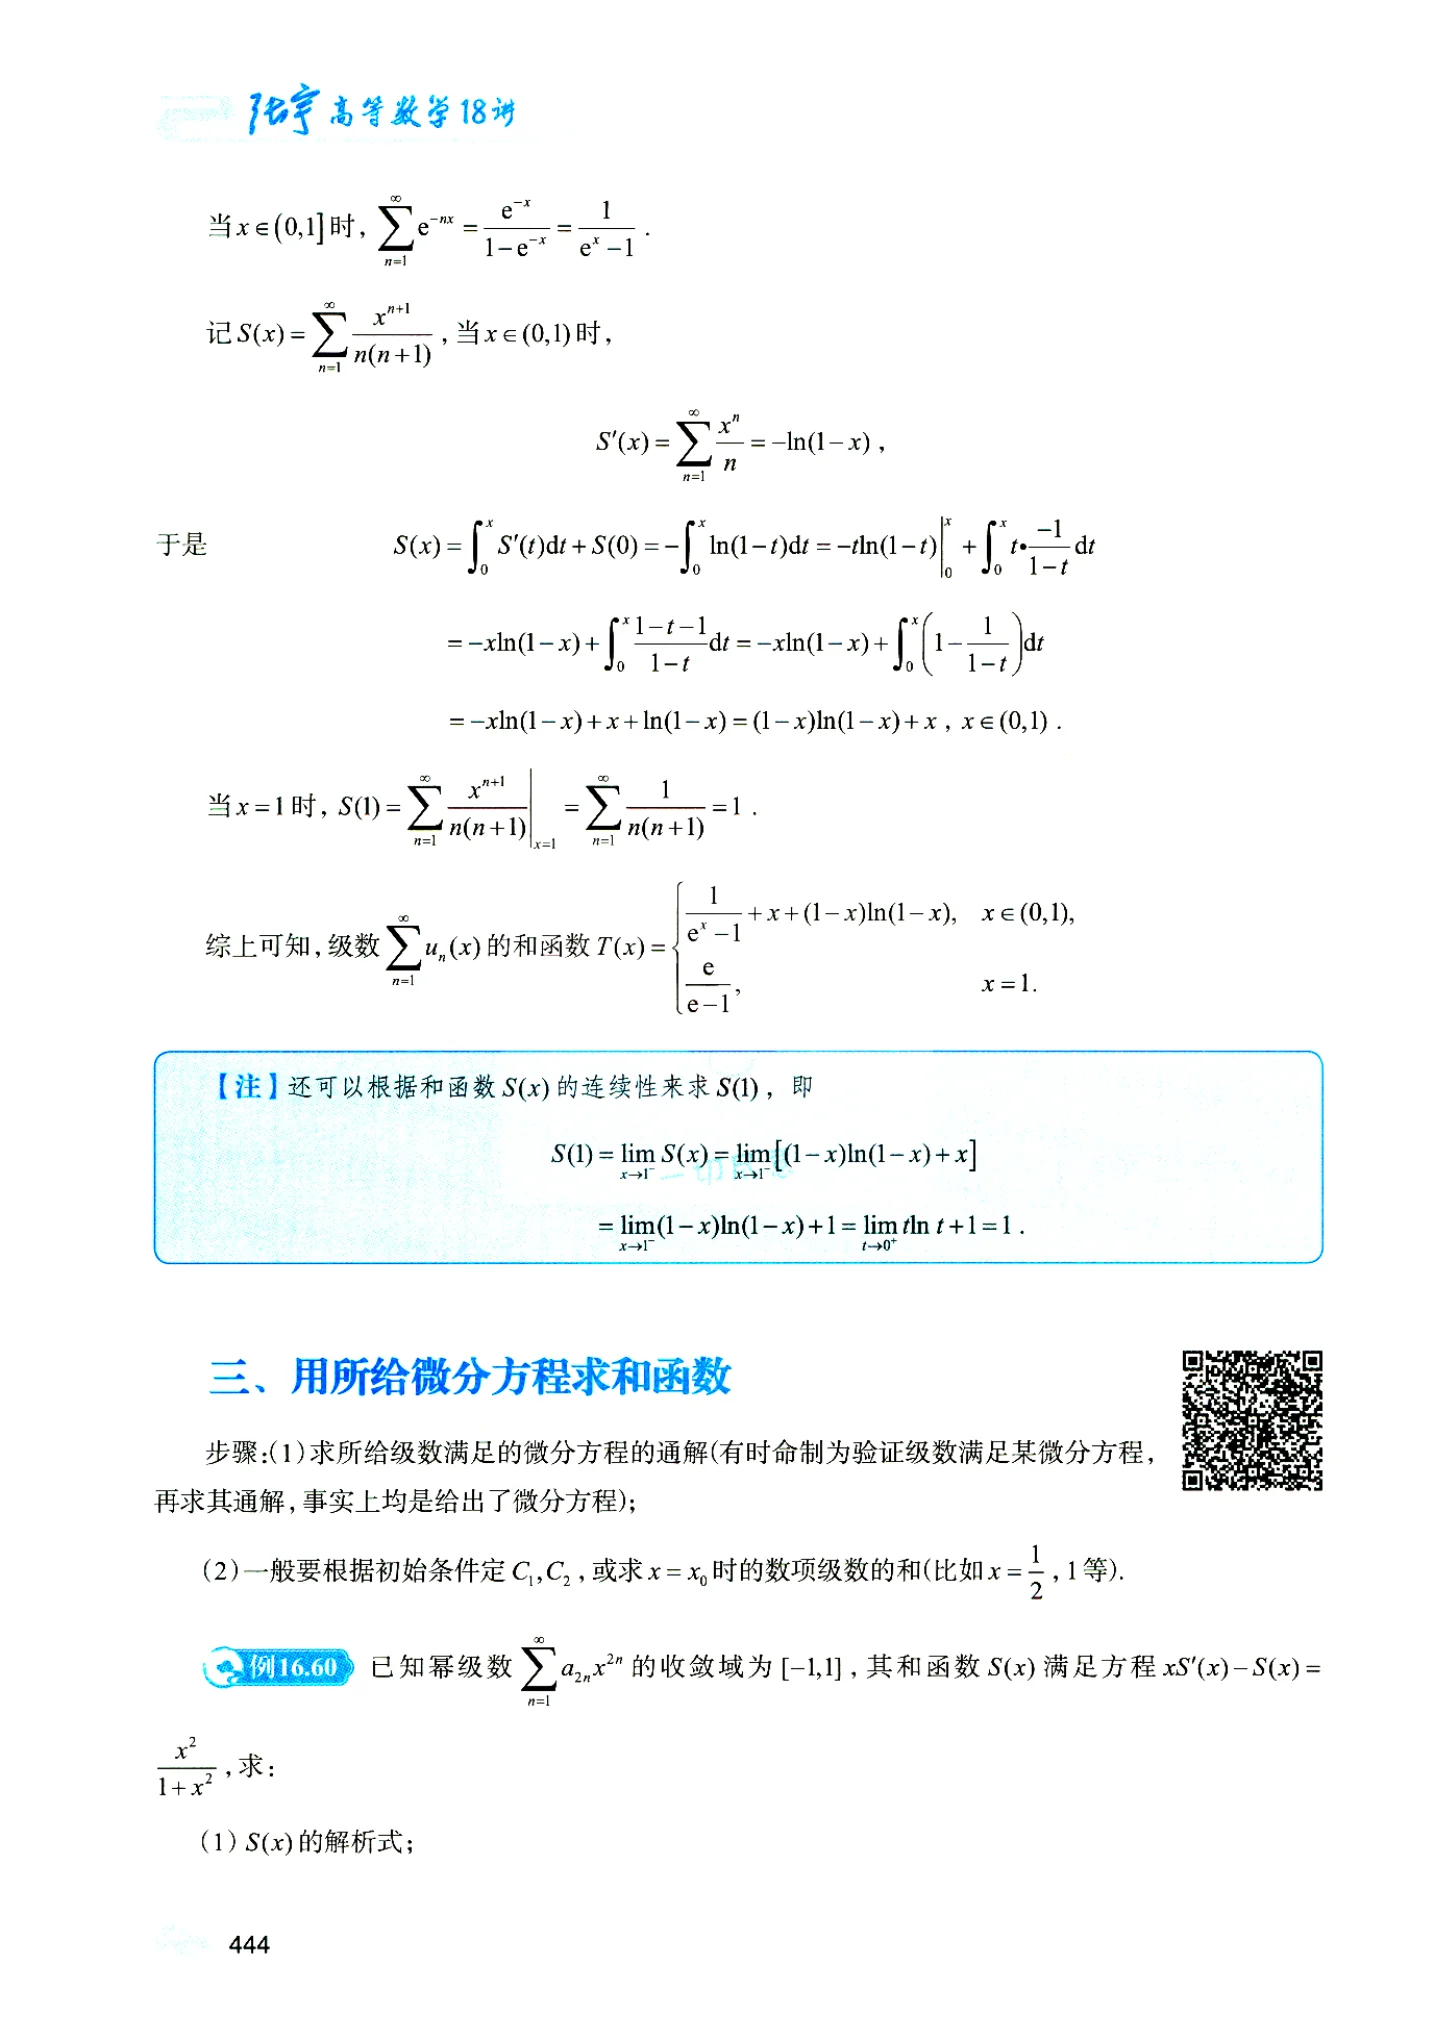 张宇高等数学18讲
当x∈(0,1]时, $\sum_{n=1}^{\infty} e^{-nx} = \frac{e^{-x}}{1-e^{-x}} = \frac{1}{e^x-1}$ .
记$S(x) = \sum_{n=1}^{\infty} \frac{x^{n+1}}{n(n+1)}$ , 当x∈(0,1)时,
$S'(x) = \sum_{n=1}^{\infty} \frac{x^n}{n} = -\ln(1-x)$ ,
于是 $S(x) = \int_0^x S'(t)dt + S(0) = -\int_0^x \ln(1-t)dt = -t\ln(1-t)\Big|_0^x + \int_0^x t \cdot \frac{-1}{1-t}dt$
$= -x\ln(1-x) + \int_0^x \frac{1-t-1}{1-t}dt = -x\ln(1-x) + \int_0^x \left(1-\frac{1}{1-t}\right)dt$
$= -x\ln(1-x) + x + \ln(1-x) = (1-x)\ln(1-x) + x$ , x∈(0,1) .
当x=1时, $S(1) = \sum_{n=1}^{\infty} \frac{x^{n+1}}{n(n+1)}\Big|_{x=1} = \sum_{n=1}^{\infty} \frac{1}{n(n+1)} = 1$ .
综上可知, 级数$\sum_{n=1}^{\infty} u_n(x)$的和函数$T(x) = \begin{cases} \frac{1}{e^x-1} + x + (1-x)\ln(1-x), & x∈(0,1), \\ \frac{e}{e-1}, & x=1. \end{cases}$
【注】还可以根据和函数S(x)的连续性来求S(1), 即
$S(1) = \lim_{x\to1^-} S(x) = \lim_{x\to1^-} [(1-x)\ln(1-x)+x]$
$= \lim_{x\to1^-} (1-x)\ln(1-x)+1 = \lim_{t\to0^+} t\ln t+1 = 1$ .
三、用所给微分方程求和函数
步骤:(1)求所给级数满足的微分方程的通解(有时命制为验证级数满足某微分方程,
再求其通解, 事实上均是给出了微分方程);
(2)一般要根据初始条件定$C_1, C_2$ , 或求$x=x_0$时的数项级数的和(比如$x=\frac{1}{2}$ , 1等).
例16.60 已知幂级数$\sum_{n=1}^{\infty} a_{2n}x^{2n}$的收敛域为[-1,1] , 其和函数S(x)满足方程xS'(x)-S(x)=
$\frac{x^2}{1+x^2}$ , 求:
(1) S(x)的解析式;
444